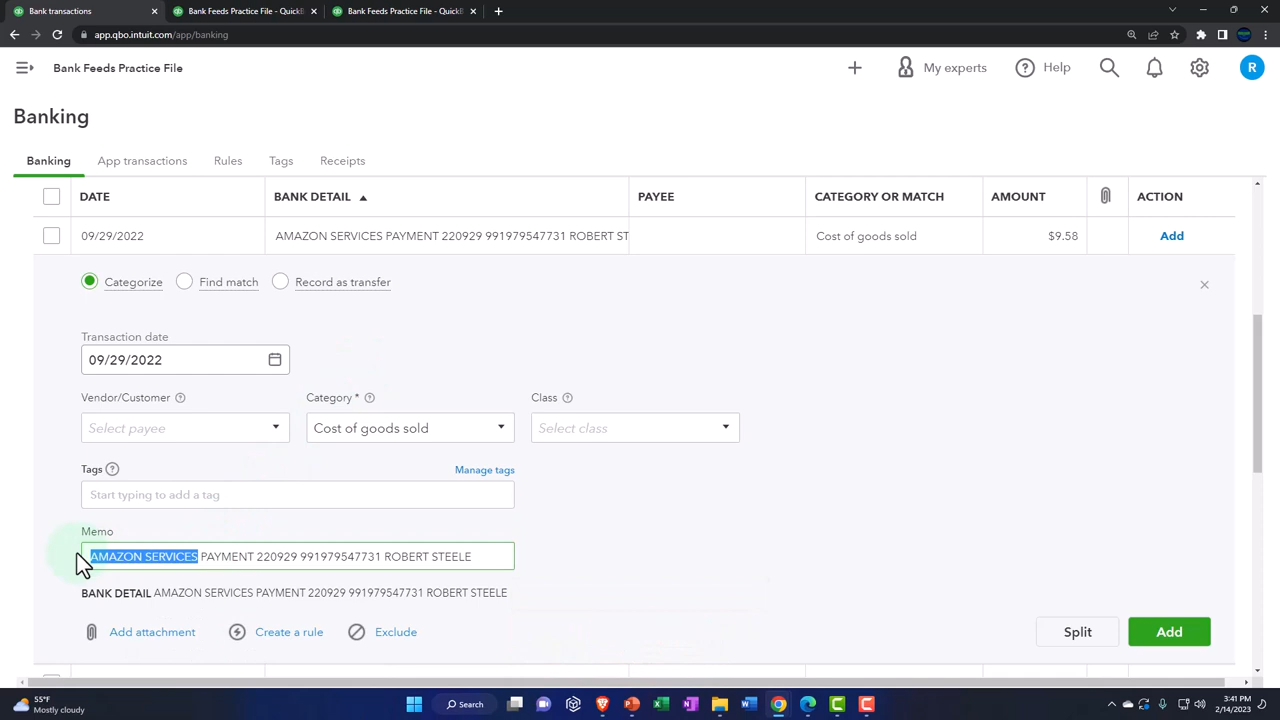 Bank transactions
Bank Feeds Practice File - QuickB
Bank Feeds Practice File - QuickB
app.qbo.intuit.com/app/banking
Bank Feeds Practice File
My experts
Help
R
Banking
Banking
App transactions
Rules
Tags
Receipts
DATE
BANK DETAIL
PAYEE
CATEGORY OR MATCH
AMOUNT
ACTION
09/29/2022
AMAZON SERVICES PAYMENT 220929 991979547731 ROBERT ST
Cost of goods sold
$9.58
Add
Categorize
Find match
Record as transfer
Transaction date
09/29/2022
Vendor/Customer
Category *
Class
Select payee
Cost of goods sold
Select class
Tags
Manage tags
Start typing to add a tag
Memo
AMAZON SERVICES PAYMENT 220929 991979547731 ROBERT STEELE
BANK DETAIL AMAZON SERVICES PAYMENT 220929 991979547731 ROBERT STEELE
Add attachment
Create a rule
Exclude
Split
Add
55°F
Mostly cloudy
Search
3:41 PM
2/14/2023